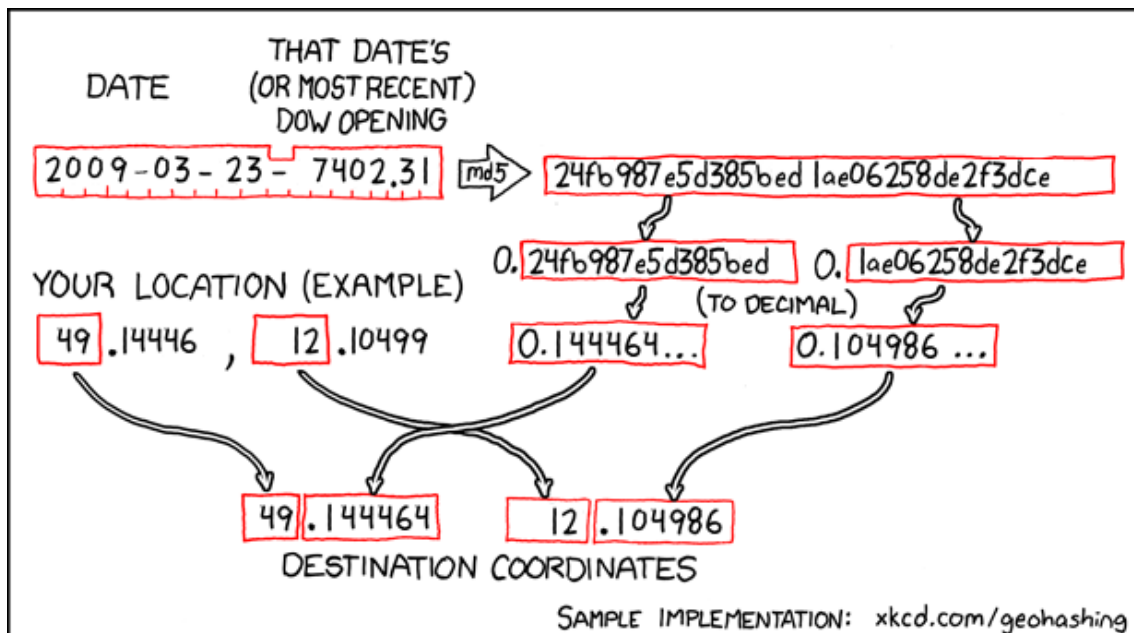 THAT DATE'S
DATE (OR MOST RECENT)
DOW OPENING
2009-03-23- 7402.31 md5 24fb987e5d385bed1ae06258de2f3dce
0. 24fb987e5d385bed 0. 1ae06258de2f3dce
YOUR LOCATION (EXAMPLE) (TO DECIMAL)
49 .14446 , 12 .10499 0.144464... 0.104986 ...
49 .144464 12 .104986
DESTINATION COORDINATES
SAMPLE IMPLEMENTATION: xkcd.com/geohashing